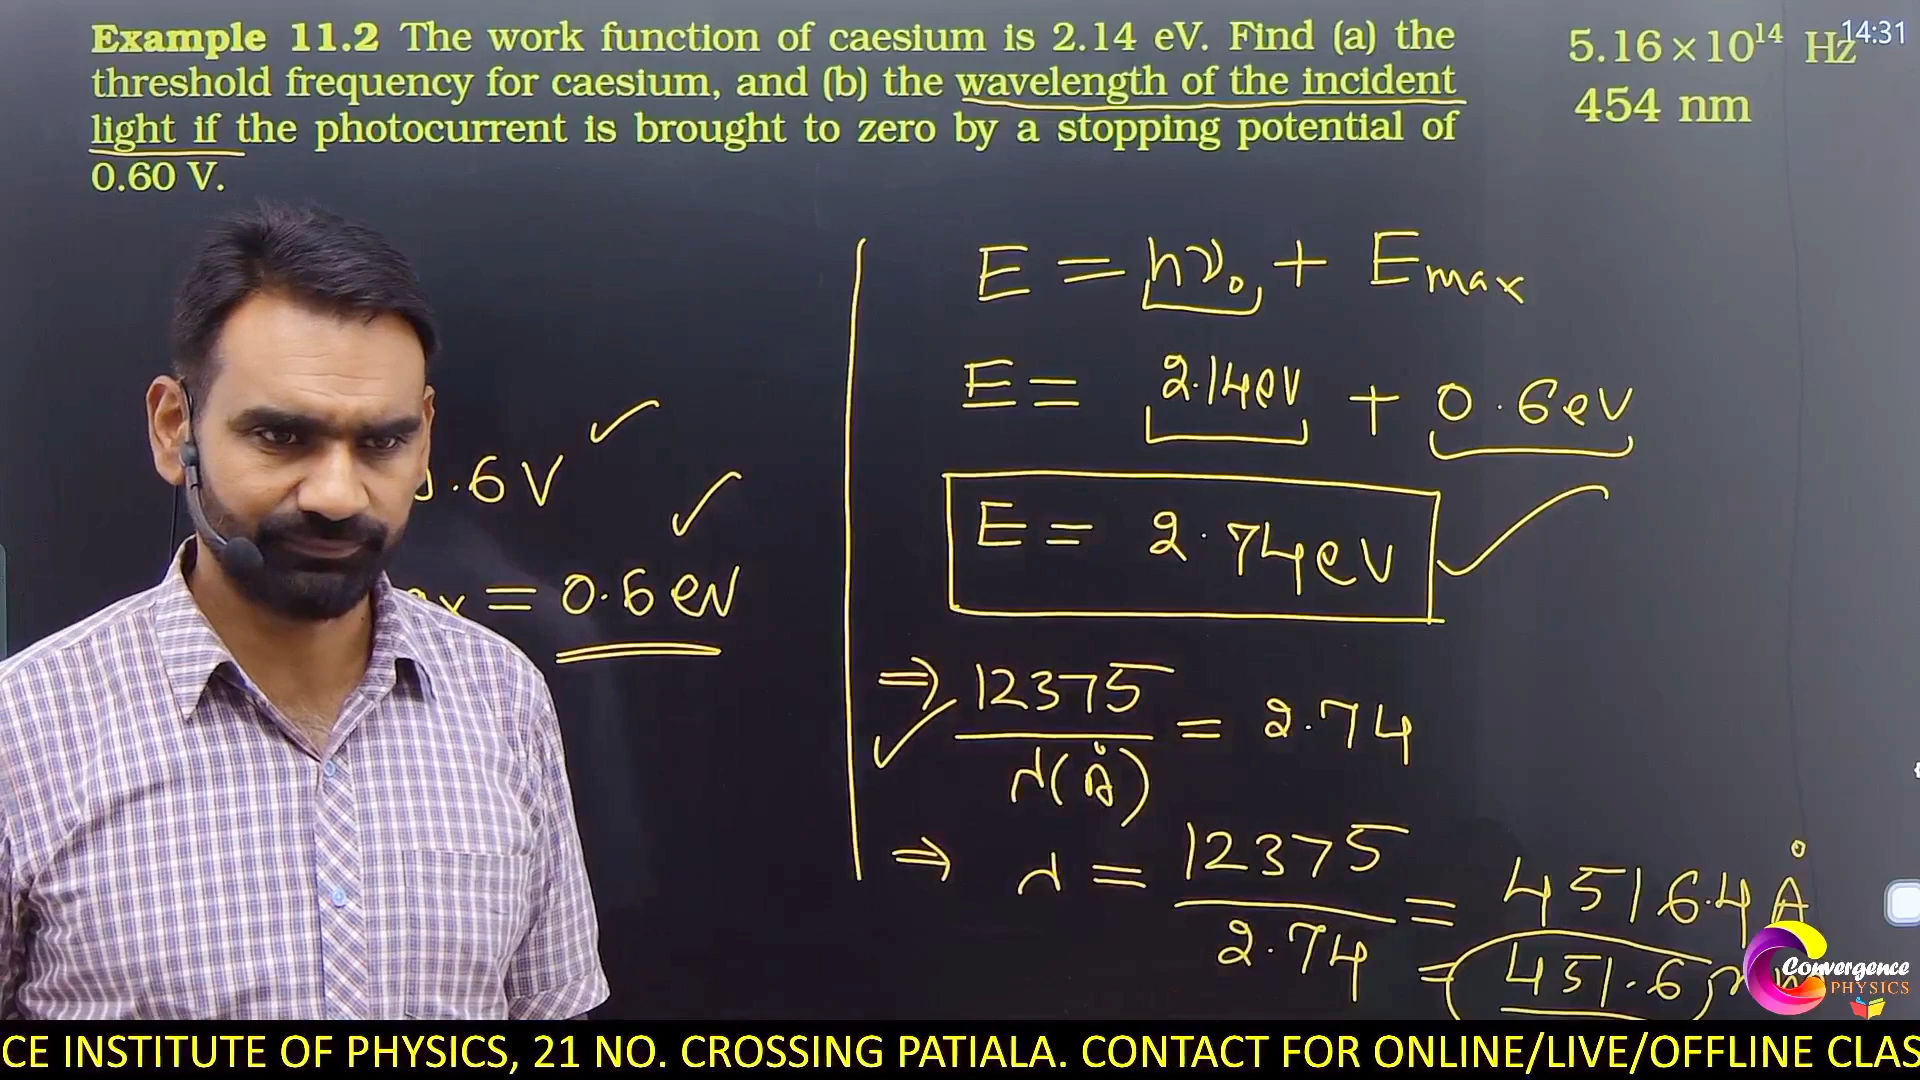 Example 11.2 The work function of caesium is 2.14 eV. Find (a) the
threshold frequency for caesium, and (b) the wavelength of the incident
light if the photocurrent is brought to zero by a stopping potential of
0.60 V.
5.16×10¹⁴ Hz
14:31
454 nm
.6V
= 0.6 eV
E = hν₀ + Emax
E = 2.14eV + 0.6eV
E = 2.74eV
⇒ 12375 / λ(Å) = 2.74
⇒ λ = 12375 / 2.74 = 4516.4 Å
= 451.6
Convergence
PHYSICS
CE INSTITUTE OF PHYSICS, 21 NO. CROSSING PATIALA. CONTACT FOR ONLINE/LIVE/OFFLINE CLAS